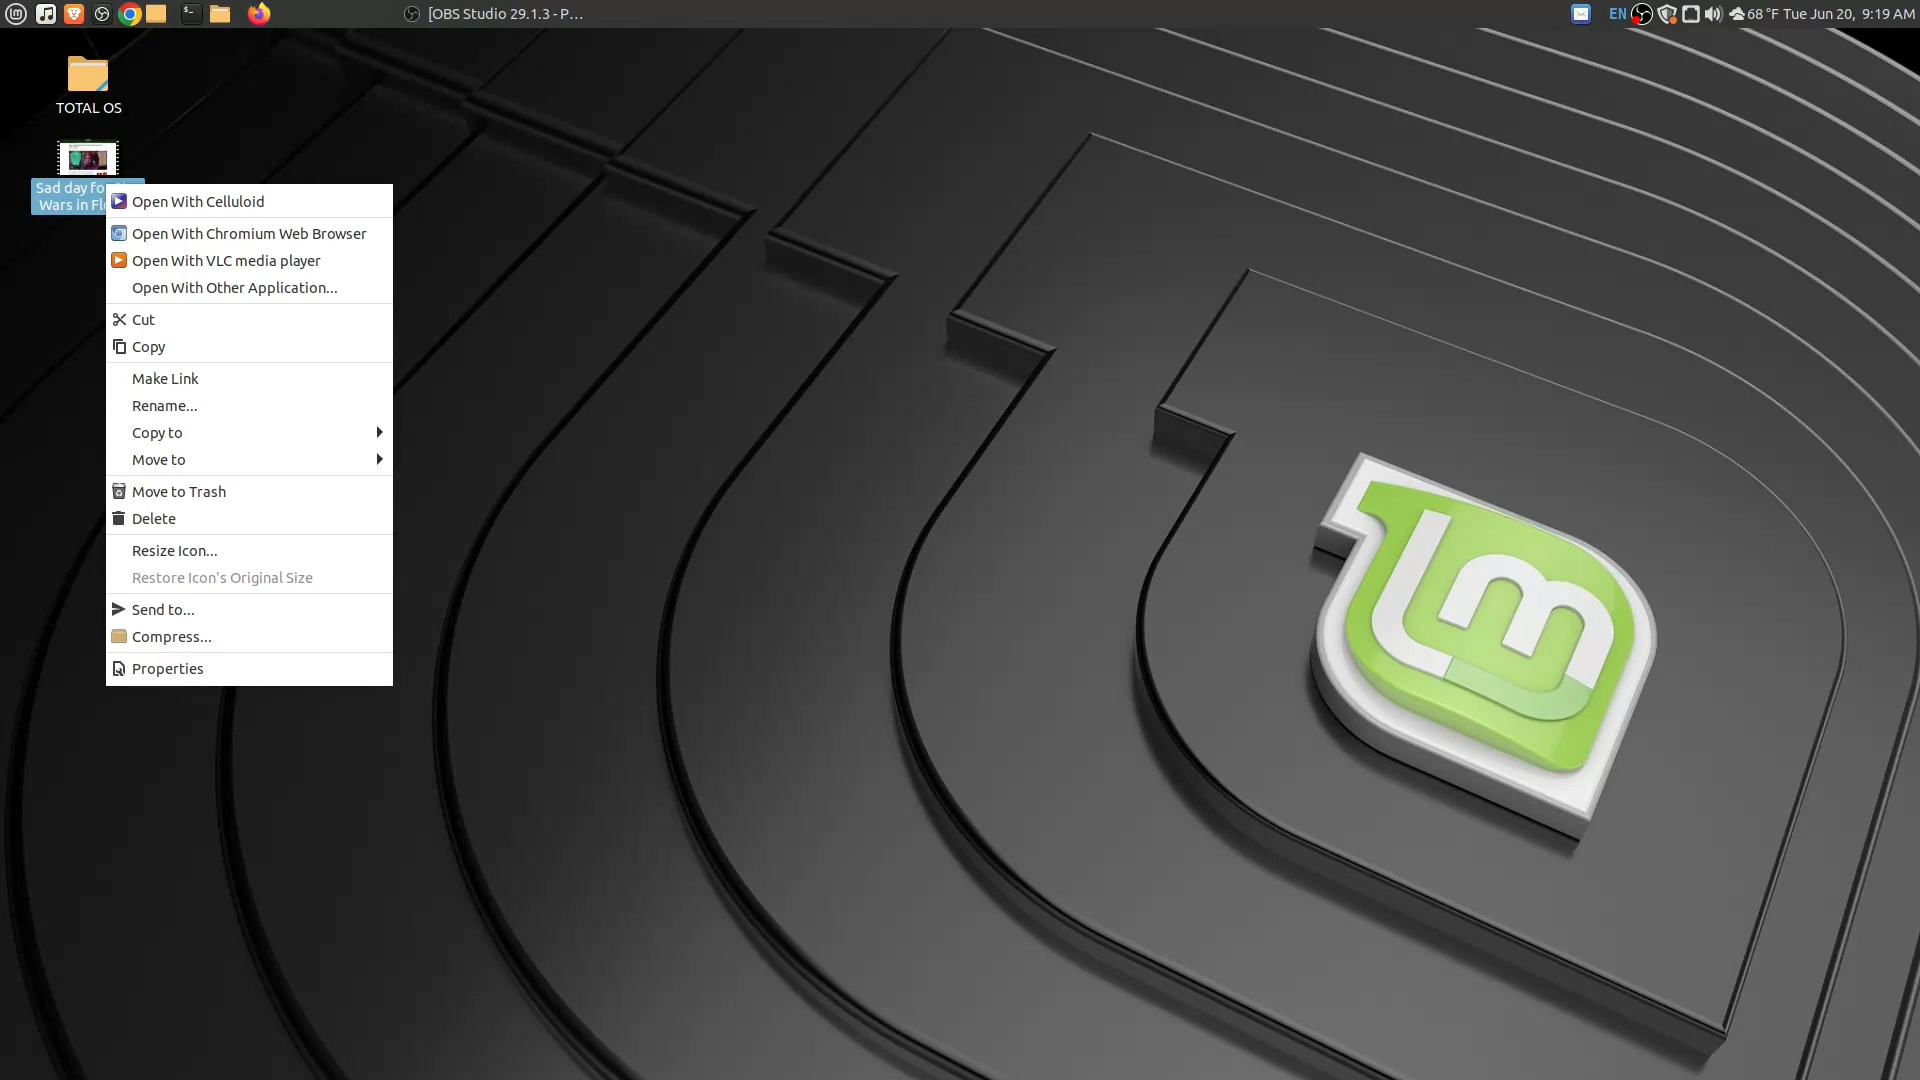 [OBS Studio 29.1.3 - P...
EN
68 °F Tue Jun 20, 9:19 AM
TOTAL OS
Sad day fo
Wars in Fl
Open With Celluloid
Open With Chromium Web Browser
Open With VLC media player
Open With Other Application...
Cut
Copy
Make Link
Rename...
Copy to
Move to
Move to Trash
Delete
Resize Icon...
Restore Icon's Original Size
Send to...
Compress...
Properties